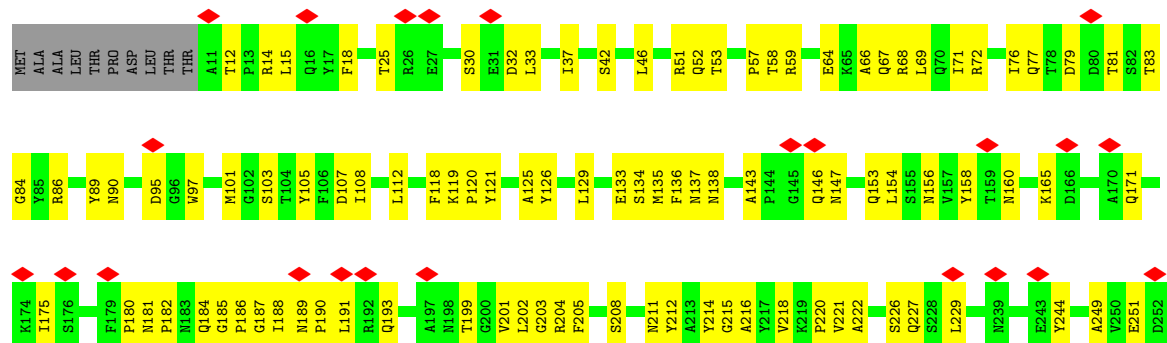 MET ALA ALA LEU THR PRO ASP LEU THR THR A11 T12 P13 R14 L15 Q16 Y17 F18 T25 R26 E27 S30 E31 D32 L33 I37 S42 L46 R51 Q52 T53 P57 T58 R59 E64 K65 A66 Q67 R68 L69 Q70 I71 R72 I76 Q77 T78 D79 D80 T81 S82 T83
G84 Y85 R86 Y89 N90 D95 G96 W97 M101 G102 S103 T104 Y105 F106 D107 I108 L112 F118 K119 P120 Y121 A125 Y126 L129 E133 S134 M135 F136 N137 N138 A143 P144 G145 Q146 N147 Q153 L154 S155 N156 V157 Y158 T159 N160 K165 D166 A170 Q171
K174 I175 S176 F179 P180 N181 P182 N183 Q184 G185 P186 G187 I188 N189 P190 L191 R192 Q193 A197 N198 T199 G200 V201 L202 G203 R204 F205 S208 N211 Y212 A213 Y214 G215 A216 Y217 V218 K219 P220 V221 A222 S226 Q227 S228 L229 N239 E243 Y244 A249 V250 E251 D252